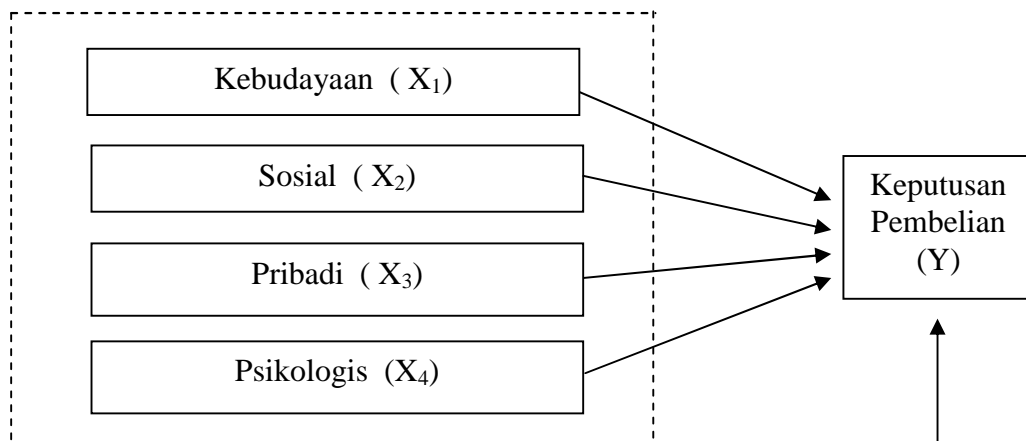 Kebudayaan ( X₁)
Sosial ( X₂)
Pribadi ( X₃)
Psikologis (X₄)
Keputusan
Pembelian
(Y)